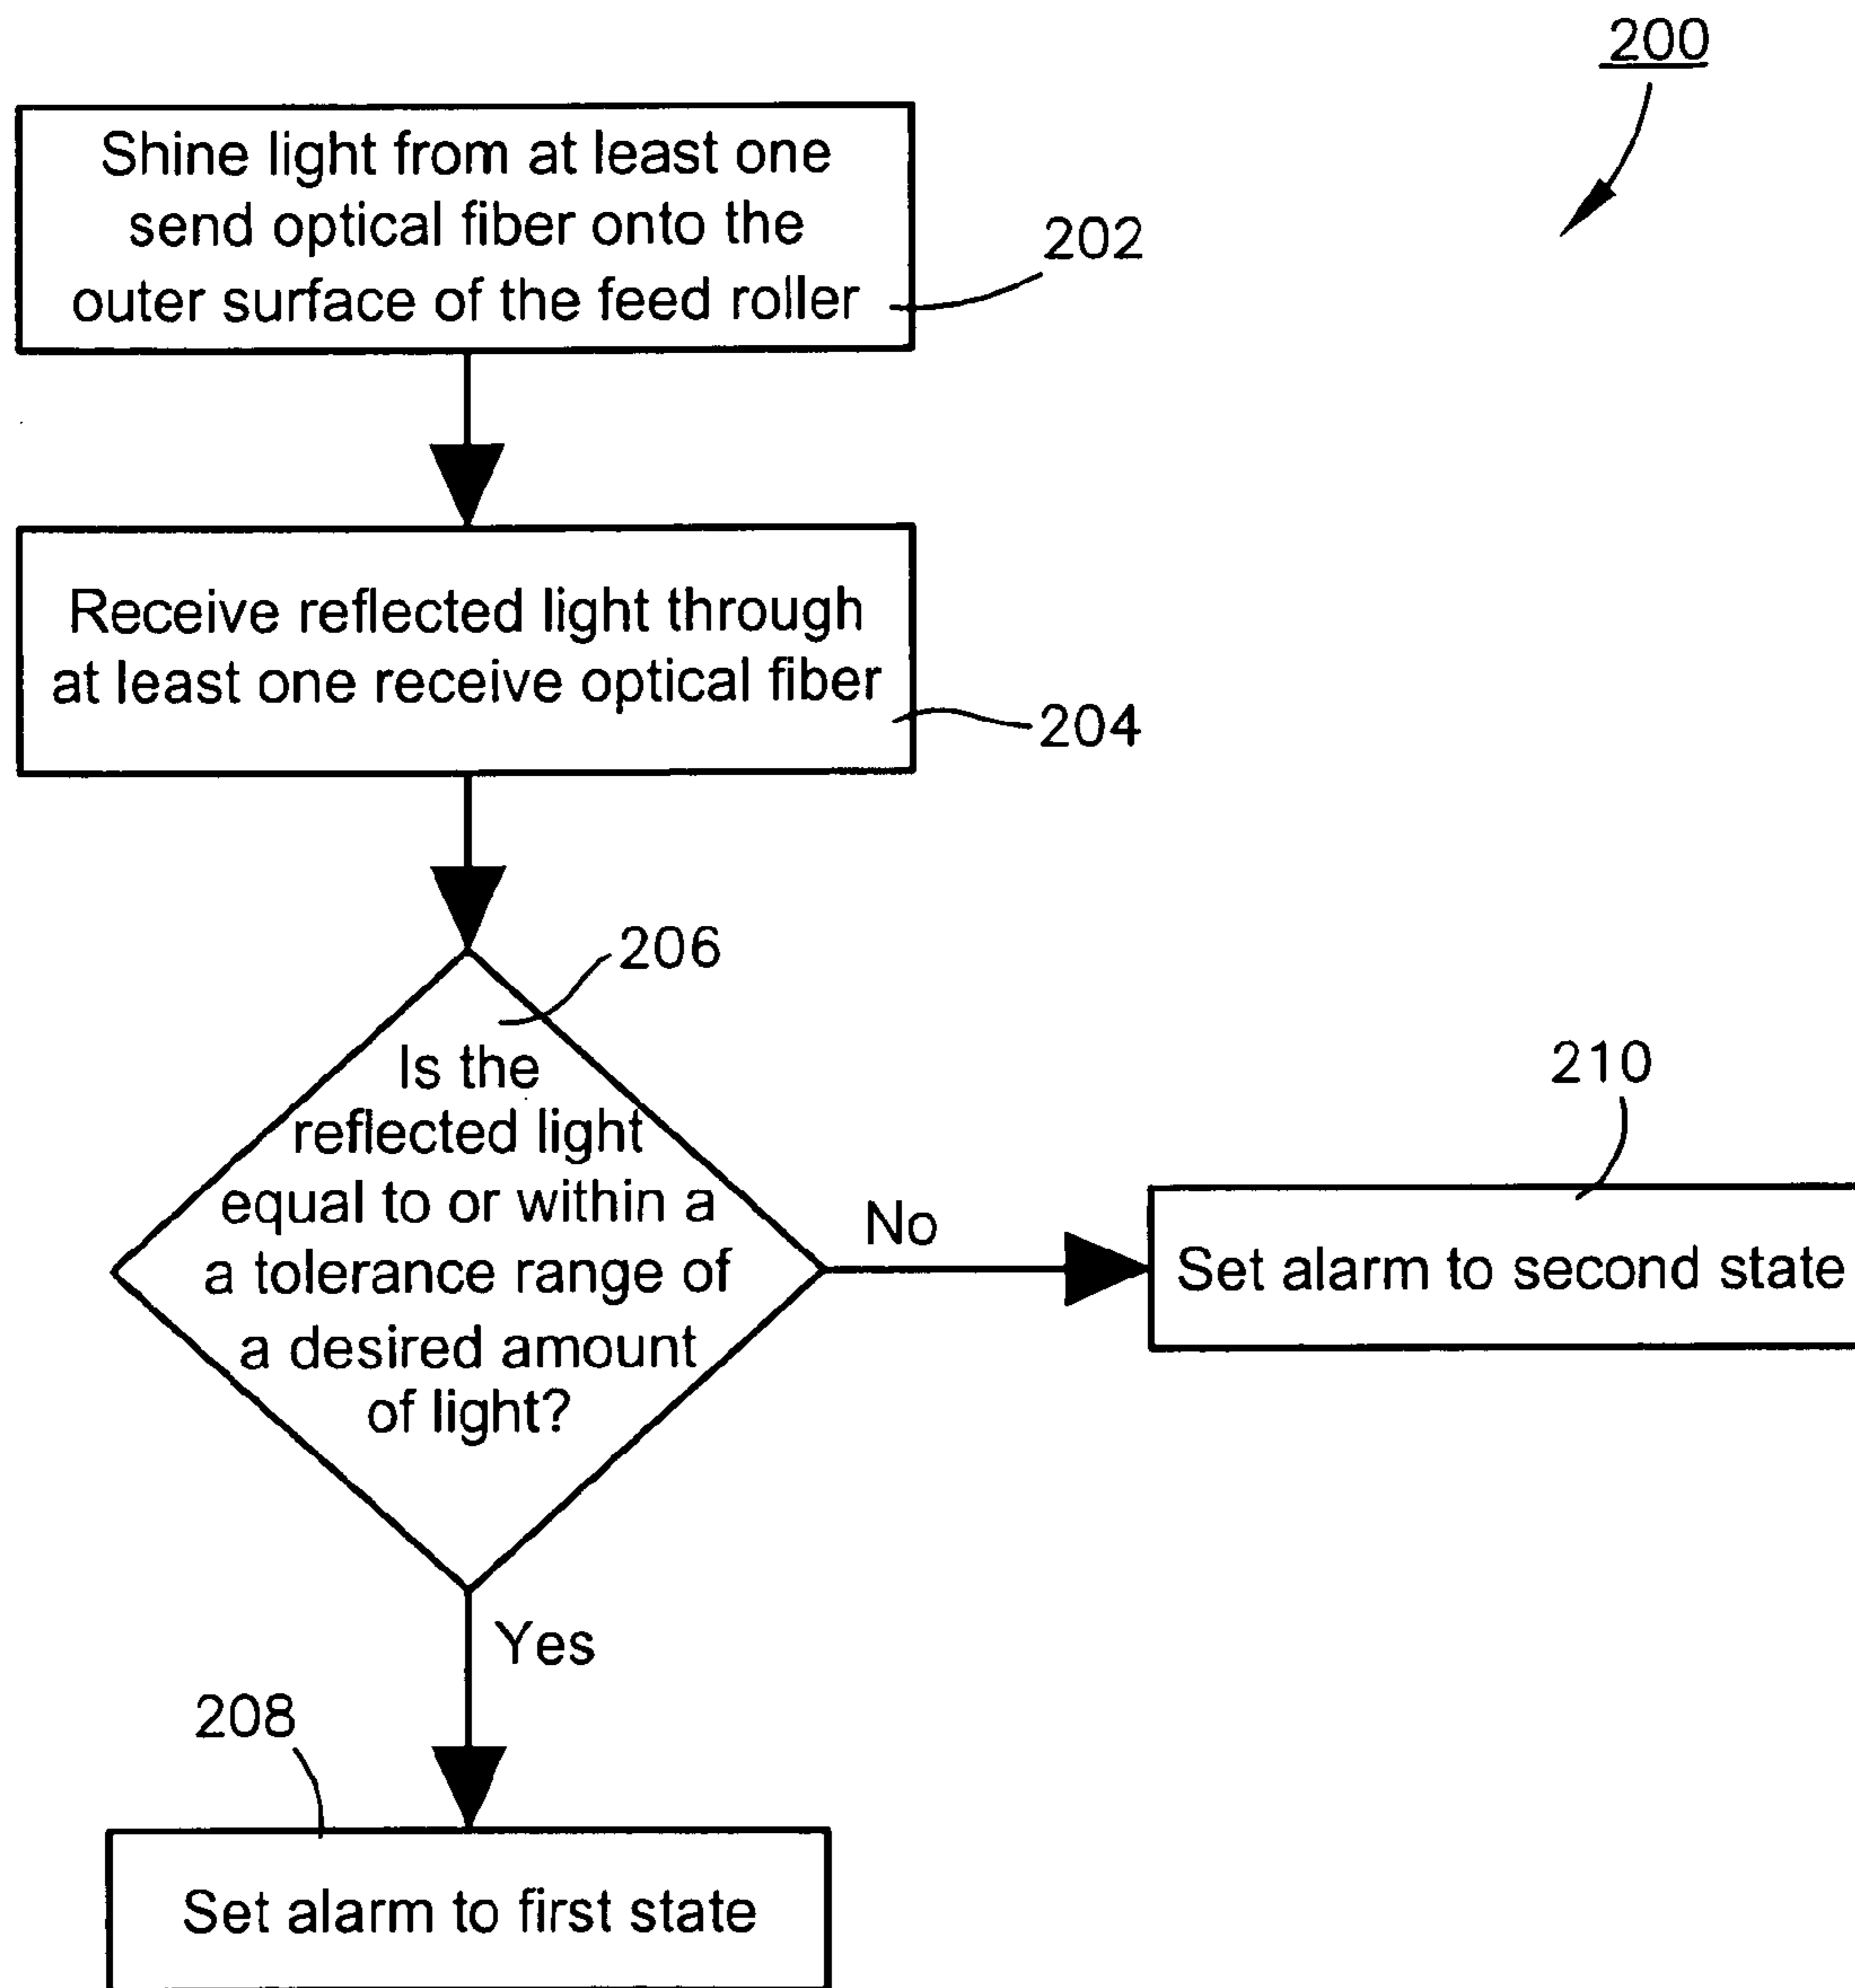 200
Shine light from at least one
send optical fiber onto the
outer surface of the feed roller
202
Receive reflected light through
at least one receive optical fiber
204
206
Is the
reflected light
equal to or within a
a tolerance range of
a desired amount
of light?
No
210
Set alarm to second state
Yes
208
Set alarm to first state